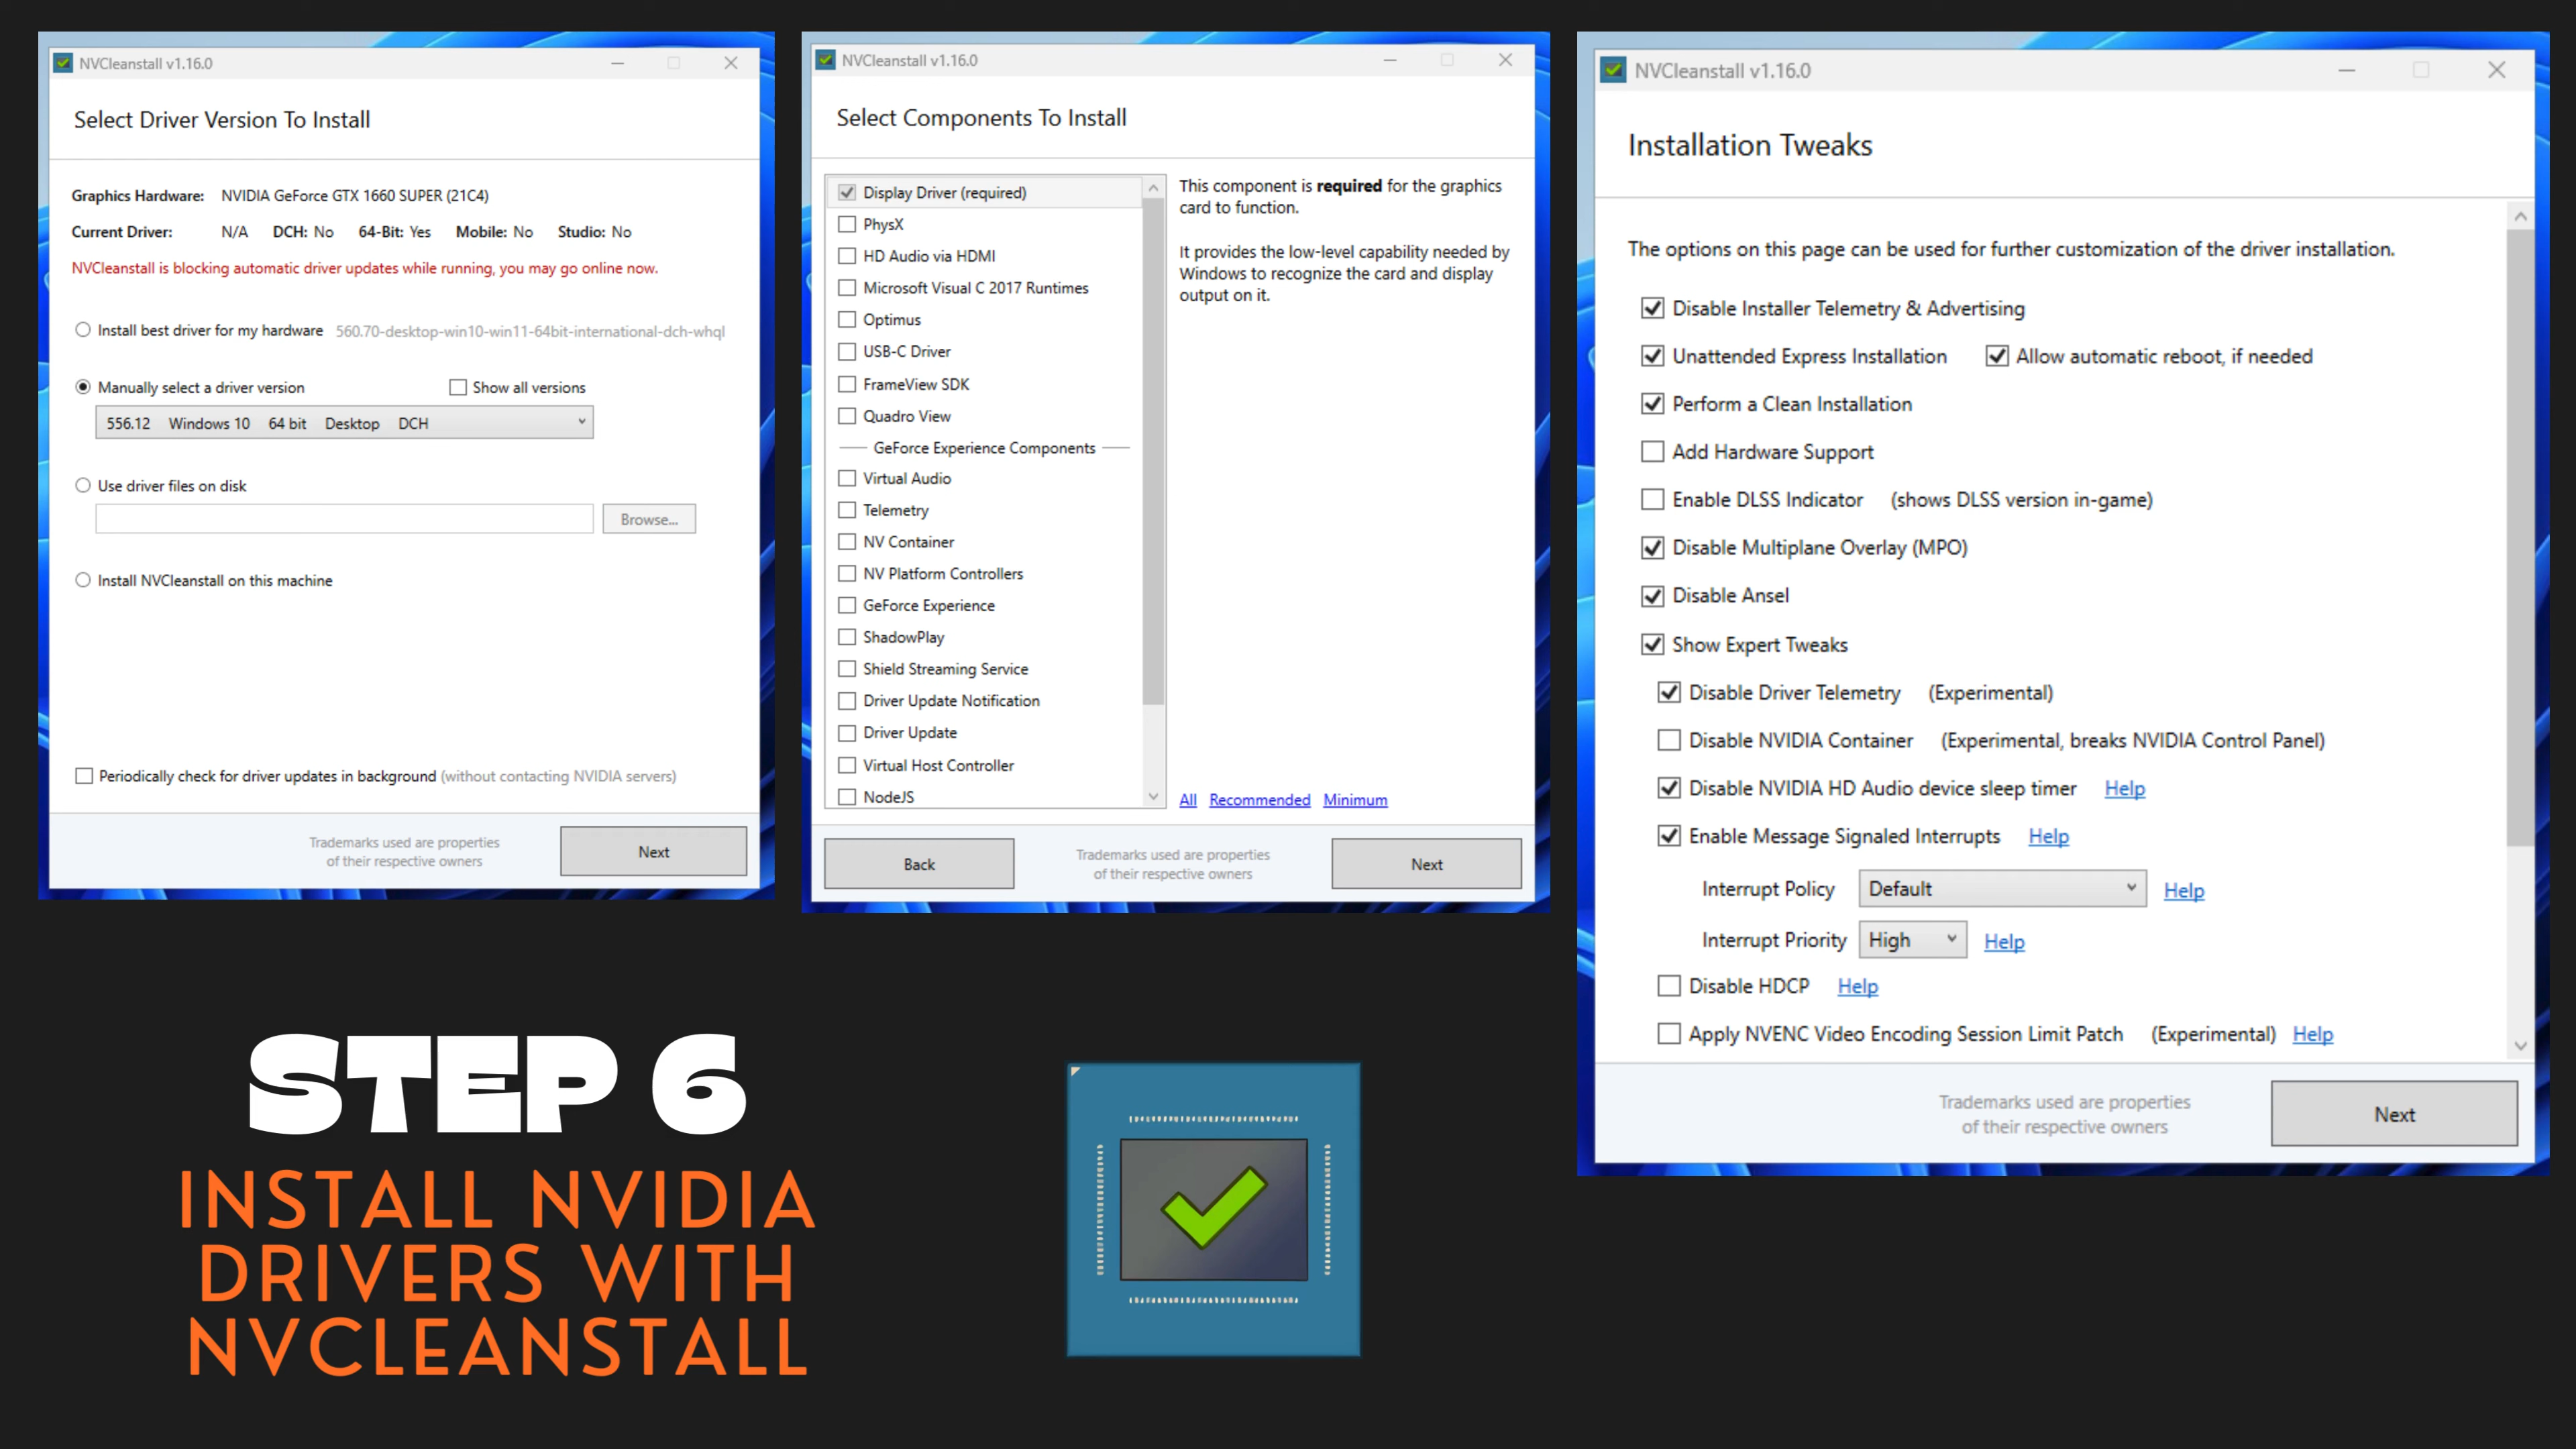 NVCleanstall v1.16.0
Select Driver Version To Install
Graphics Hardware: NVIDIA GeForce GTX 1660 SUPER (21C4)
Current Driver: N/A DCH: No 64-Bit: Yes Mobile: No Studio: No
NVCleanstall is blocking automatic driver updates while running, you may go online now.
Install best driver for my hardware 560.70-desktop-win10-win11-64bit-international-dch-whql
Manually select a driver version Show all versions
556.12 Windows 10 64 bit Desktop DCH
Use driver files on disk
Browse...
Install NVCleanstall on this machine
Periodically check for driver updates in background (without contacting NVIDIA servers)
Trademarks used are properties
of their respective owners
Next
NVCleanstall v1.16.0
Select Components To Install
Display Driver (required)
PhysX
HD Audio via HDMI
Microsoft Visual C 2017 Runtimes
Optimus
USB-C Driver
FrameView SDK
Quadro View
GeForce Experience Components
Virtual Audio
Telemetry
NV Container
NV Platform Controllers
GeForce Experience
ShadowPlay
Shield Streaming Service
Driver Update Notification
Driver Update
Virtual Host Controller
NodeJS
This component is required for the graphics
card to function.
It provides the low-level capability needed by
Windows to recognize the card and display
output on it.
All Recommended Minimum
Back
Trademarks used are properties
of their respective owners
Next
NVCleanstall v1.16.0
Installation Tweaks
The options on this page can be used for further customization of the driver installation.
Disable Installer Telemetry & Advertising
Unattended Express Installation Allow automatic reboot, if needed
Perform a Clean Installation
Add Hardware Support
Enable DLSS Indicator (shows DLSS version in-game)
Disable Multiplane Overlay (MPO)
Disable Ansel
Show Expert Tweaks
Disable Driver Telemetry (Experimental)
Disable NVIDIA Container (Experimental, breaks NVIDIA Control Panel)
Disable NVIDIA HD Audio device sleep timer Help
Enable Message Signaled Interrupts Help
Interrupt Policy Default Help
Interrupt Priority High Help
Disable HDCP Help
Apply NVENC Video Encoding Session Limit Patch (Experimental) Help
Trademarks used are properties
of their respective owners
Next
STEP 6
INSTALL NVIDIA
DRIVERS WITH
NVCLEANSTALL